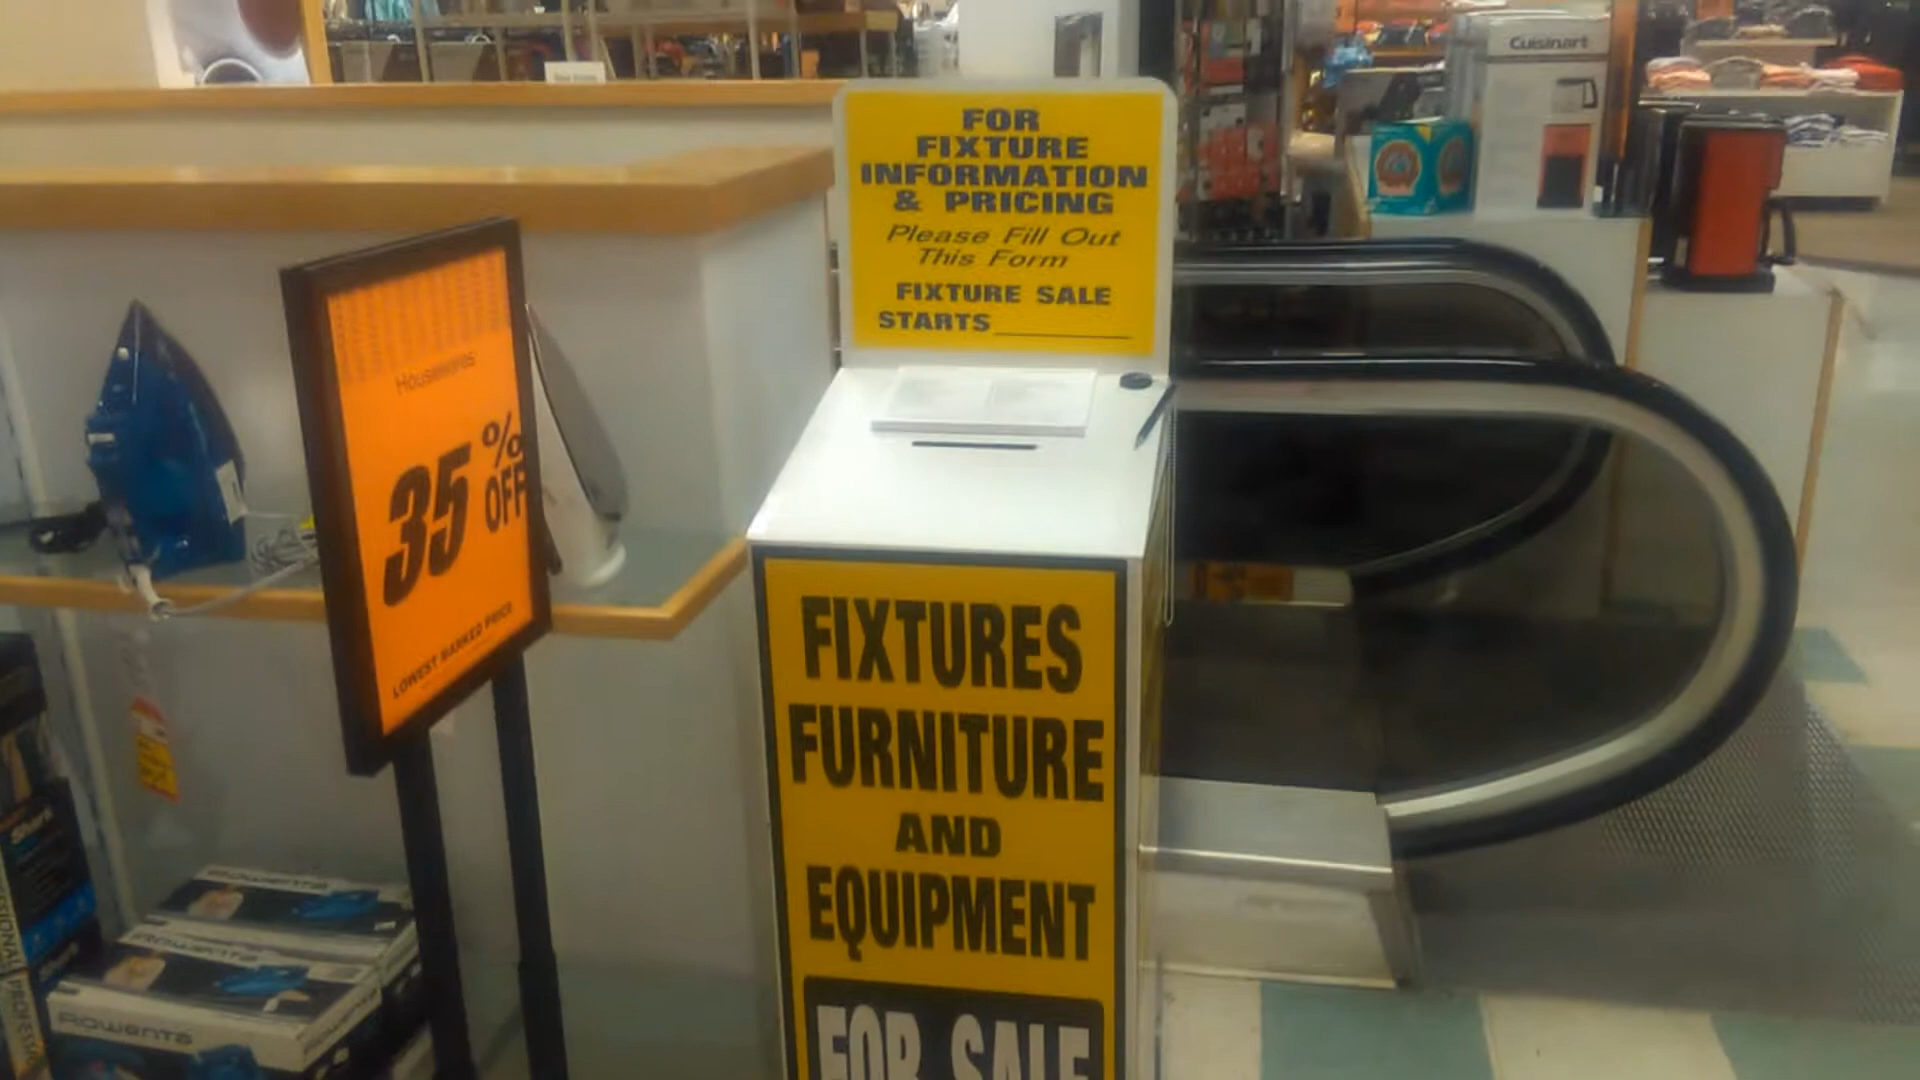 Cuisinart
FOR
FIXTURE
INFORMATION
& PRICING
Please Fill Out
This Form
FIXTURE SALE
STARTS
Housewares
35% OFF
LOWEST MARKED PRICE
FIXTURES
FURNITURE
AND
EQUIPMENT
FOR SALE
Shark
Rowenta
Rowenta
Rowenta